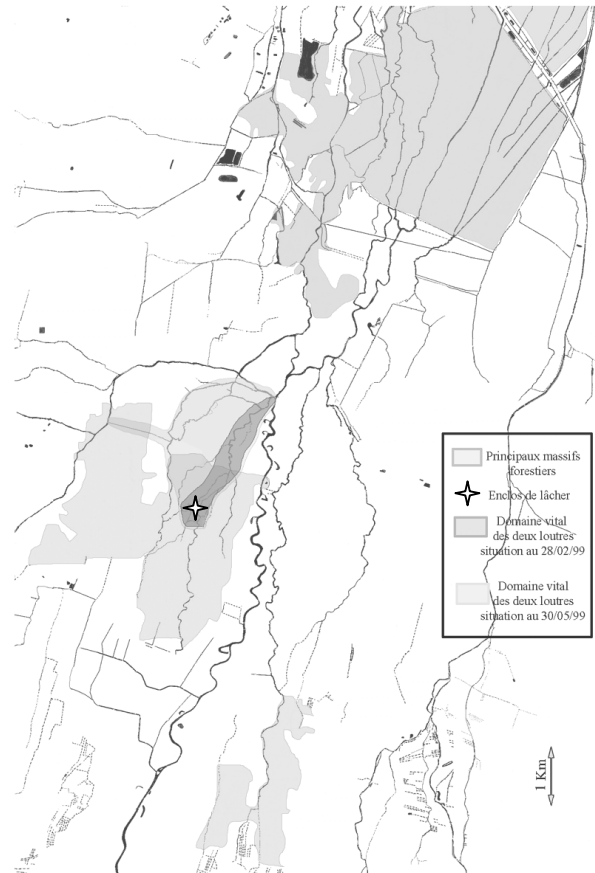 Principaux massifs
forestiers
Enclos de lâcher
Domaine vital
des deux loutres
situation au 28/02/99
Domaine vital
des deux loutres
situation au 30/05/99
1 Km